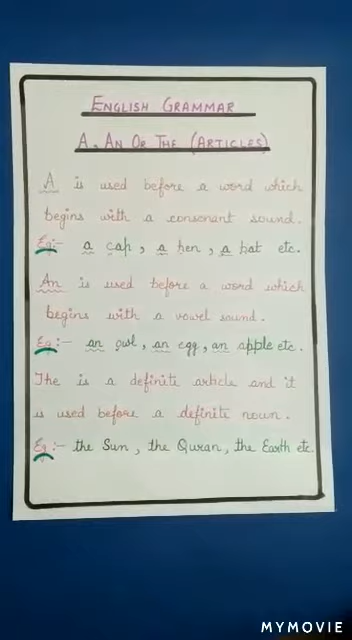 ENGLISH GRAMMAR
A, AN OR THE (ARTICLES)
A is used before a word which
begins with a consonant sound.
Eg:- a cap, a hen, a bat etc.
An is used before a word which
begins with a vowel sound.
Eg:- an owl, an egg, an apple etc.
The is a definite article and it
is used before a definite noun.
Eg:- the Sun, the Quran, the Earth etc.
MYMOVIE